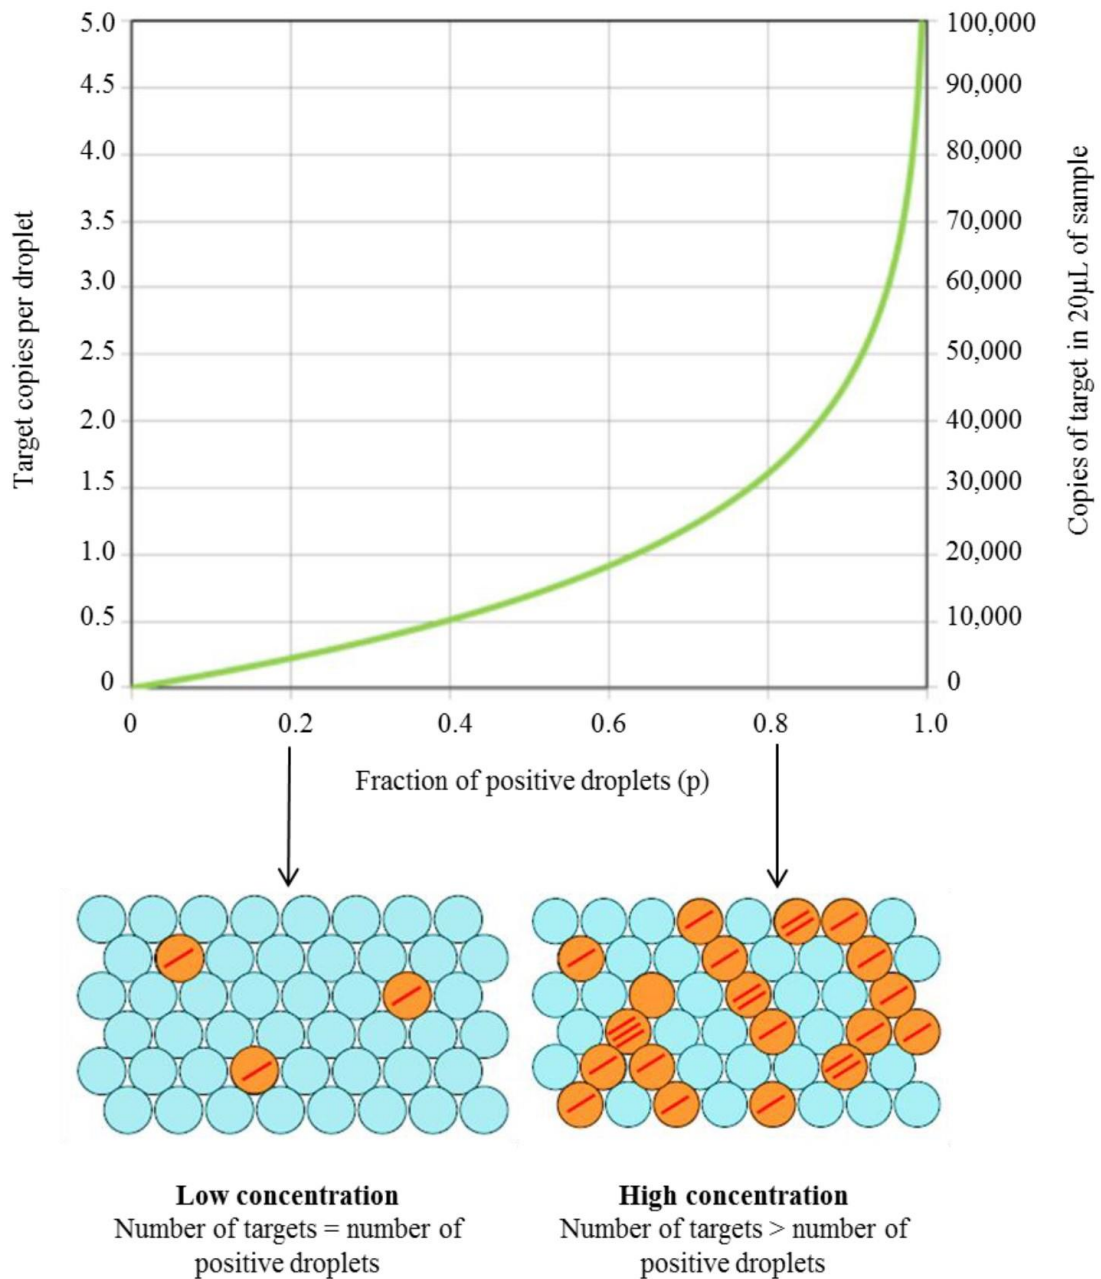 Target copies per droplet
5.0
4.5
4.0
3.5
3.0
2.5
2.0
1.5
1.0
0.5
0
100,000
90,000
80,000
70,000
60,000
50,000
40,000
30,000
20,000
10,000
0
Copies of target in 20µL of sample
0 0.2 0.4 0.6 0.8 1.0
Fraction of positive droplets (p)
Low concentration
Number of targets = number of
positive droplets
High concentration
Number of targets > number of
positive droplets